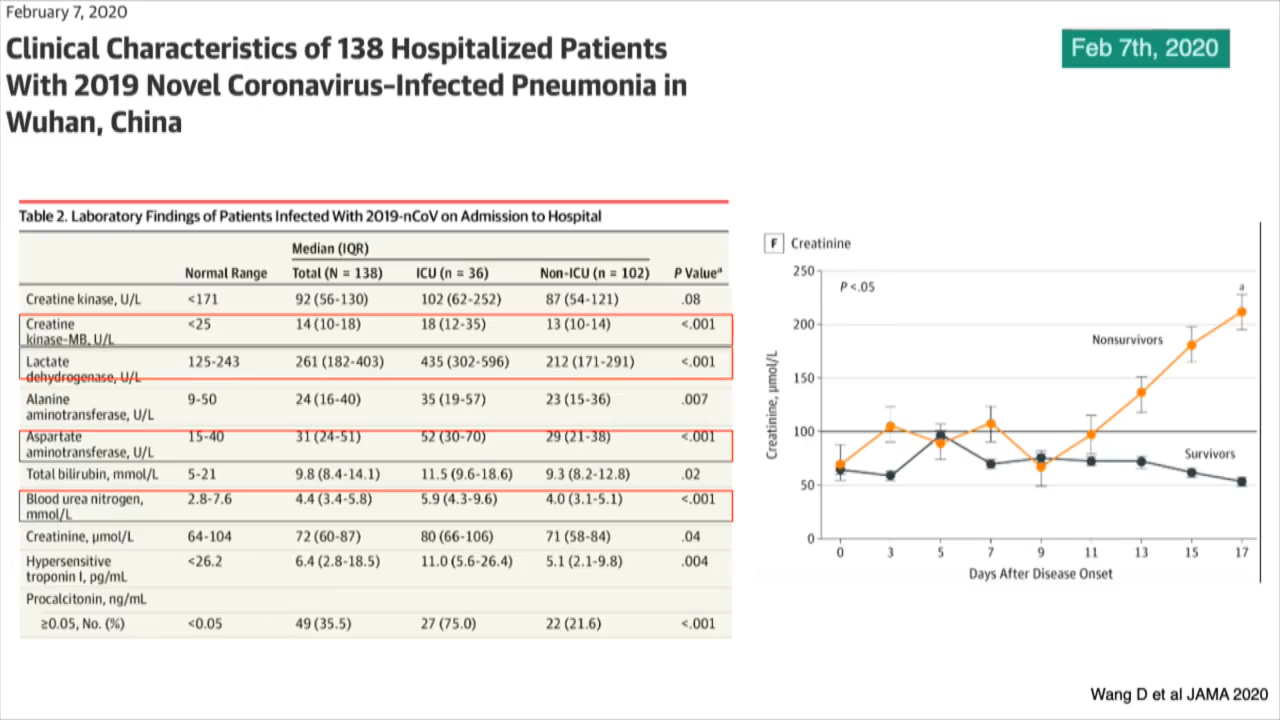 February 7, 2020
Clinical Characteristics of 138 Hospitalized Patients
With 2019 Novel Coronavirus–Infected Pneumonia in
Wuhan, China
Feb 7th, 2020
Table 2. Laboratory Findings of Patients Infected With 2019-nCoV on Admission to Hospital
Median (IQR)
Normal Range Total (N = 138) ICU (n = 36) Non-ICU (n = 102) P Valueᵃ
Creatine kinase, U/L <171 92 (56-130) 102 (62-252) 87 (54-121) .08
Creatine <25 14 (10-18) 18 (12-35) 13 (10-14) <.001
kinase-MB, U/L
Lactate 125-243 261 (182-403) 435 (302-596) 212 (171-291) <.001
dehydrogenase, U/L
Alanine 9-50 24 (16-40) 35 (19-57) 23 (15-36) .007
aminotransferase, U/L
Aspartate 15-40 31 (24-51) 52 (30-70) 29 (21-38) <.001
aminotransferase, U/L
Total bilirubin, mmol/L 5-21 9.8 (8.4-14.1) 11.5 (9.6-18.6) 9.3 (8.2-12.8) .02
Blood urea nitrogen, 2.8-7.6 4.4 (3.4-5.8) 5.9 (4.3-9.6) 4.0 (3.1-5.1) <.001
mmol/L
Creatinine, μmol/L 64-104 72 (60-87) 80 (66-106) 71 (58-84) .04
Hypersensitive <26.2 6.4 (2.8-18.5) 11.0 (5.6-26.4) 5.1 (2.1-9.8) .004
troponin I, pg/mL
Procalcitonin, ng/mL
≥0.05, No. (%) <0.05 49 (35.5) 27 (75.0) 22 (21.6) <.001
F Creatinine
250
200
150
100
50
0
Creatinine, μmol/L
P <.05
a
Nonsurvivors
Survivors
0 3 5 7 9 11 13 15 17
Days After Disease Onset
Wang D et al JAMA 2020